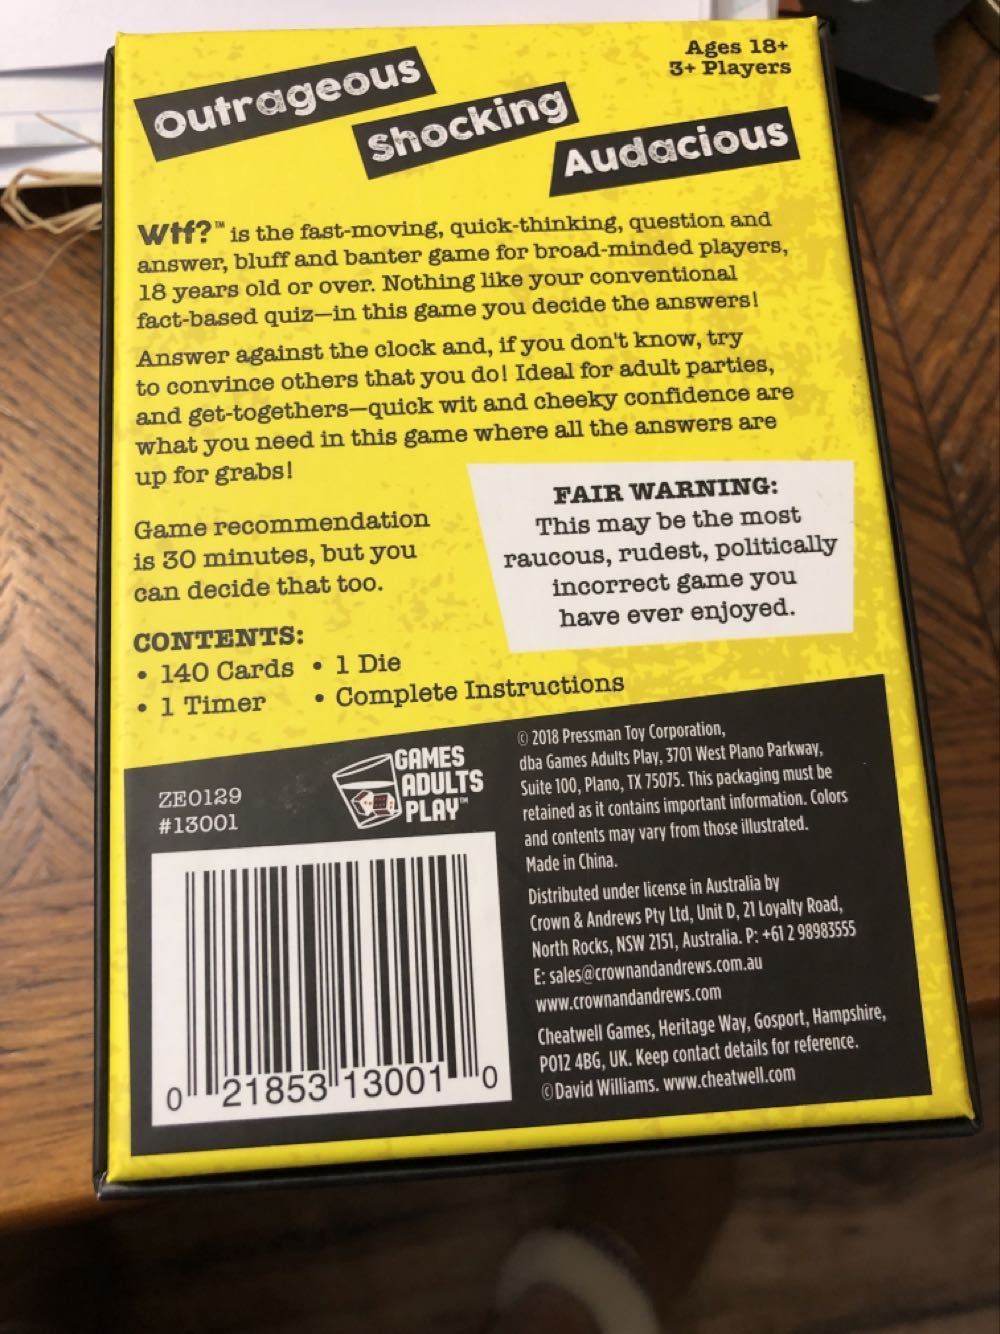 Ages 18+
3+ Players
Outrageous
Shocking
Audacious
Wtf?™ is the fast-moving, quick-thinking, question and
answer, bluff and banter game for broad-minded players,
18 years old or over. Nothing like your conventional
fact-based quiz—in this game you decide the answers!
Answer against the clock and, if you don't know, try
to convince others that you do! Ideal for adult parties,
and get-togethers—quick wit and cheeky confidence are
what you need in this game where all the answers are
up for grabs!
Game recommendation
is 30 minutes, but you
can decide that too.
FAIR WARNING:
This may be the most
raucous, rudest, politically
incorrect game you
have ever enjoyed.
CONTENTS:
• 140 Cards • 1 Die
• 1 Timer • Complete Instructions
ZE0129
#13001
GAMES
ADULTS
PLAY™
0 21853 13001 0
© 2018 Pressman Toy Corporation,
dba Games Adults Play, 3701 West Plano Parkway,
Suite 100, Plano, TX 75075. This packaging must be
retained as it contains important information. Colors
and contents may vary from those illustrated.
Made in China.
Distributed under license in Australia by
Crown & Andrews Pty Ltd, Unit D, 21 Loyalty Road,
North Rocks, NSW 2151, Australia. P: +61 2 98983555
E: sales@crownandandrews.com.au
www.crownandandrews.com
Cheatwell Games, Heritage Way, Gosport, Hampshire,
PO12 4BG, UK. Keep contact details for reference.
©David Williams. www.cheatwell.com